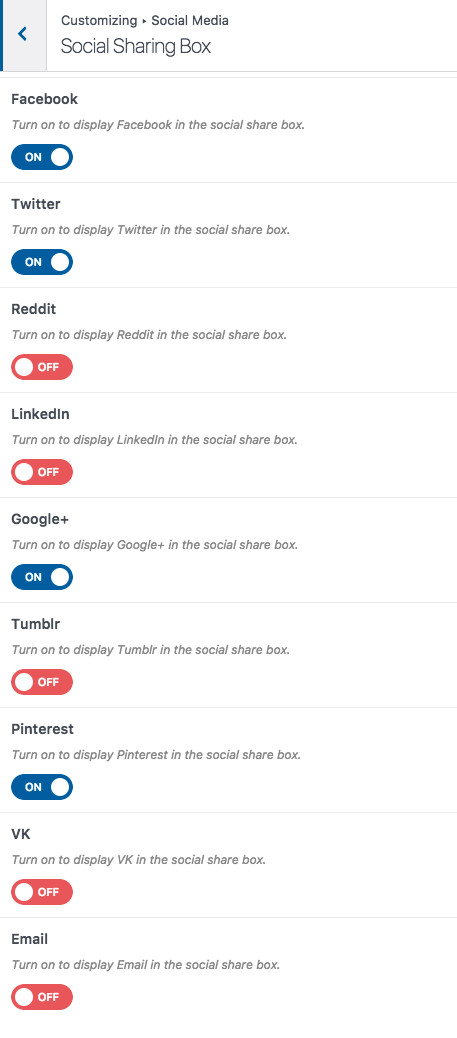 Customizing ▸ Social Media
Social Sharing Box
Facebook
Turn on to display Facebook in the social share box.
ON
Twitter
Turn on to display Twitter in the social share box.
ON
Reddit
Turn on to display Reddit in the social share box.
OFF
LinkedIn
Turn on to display LinkedIn in the social share box.
OFF
Google+
Turn on to display Google+ in the social share box.
ON
Tumblr
Turn on to display Tumblr in the social share box.
OFF
Pinterest
Turn on to display Pinterest in the social share box.
ON
VK
Turn on to display VK in the social share box.
OFF
Email
Turn on to display Email in the social share box.
OFF